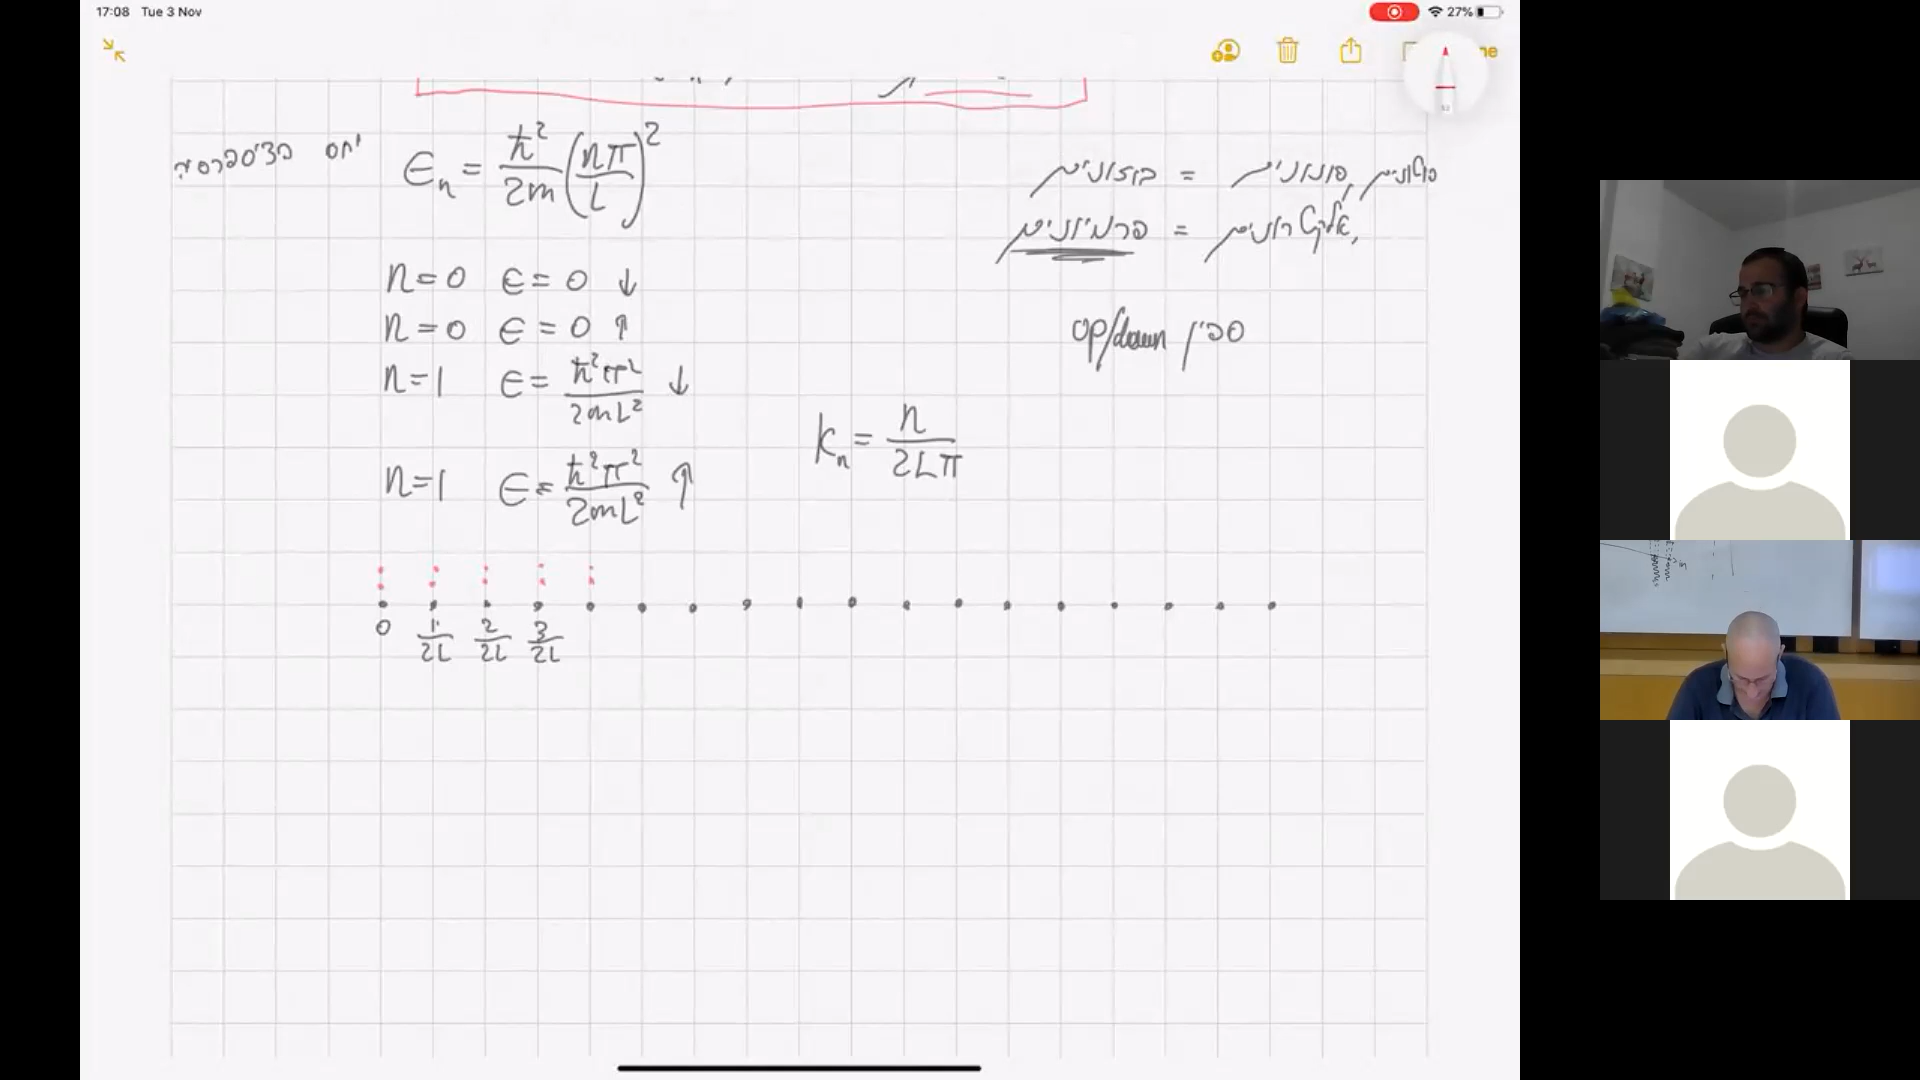 17:08 Tue 3 Nov
27%
יחס הדיספרסיה
ϵₙ = ℏ²/2m (nπ/L)²
בוזונים = פונונים, פוטונים
פרמיונים = אלקטרונים,
n=0 ϵ=0 ↓
n=0 ϵ=0 ↑
ספין up/down
n=1 ϵ= ℏ²π²/2mL² ↓
kₙ = n/2Lπ
n=1 ϵ= ℏ²π²/2mL² ↑
0 1/2L 2/2L 3/2L